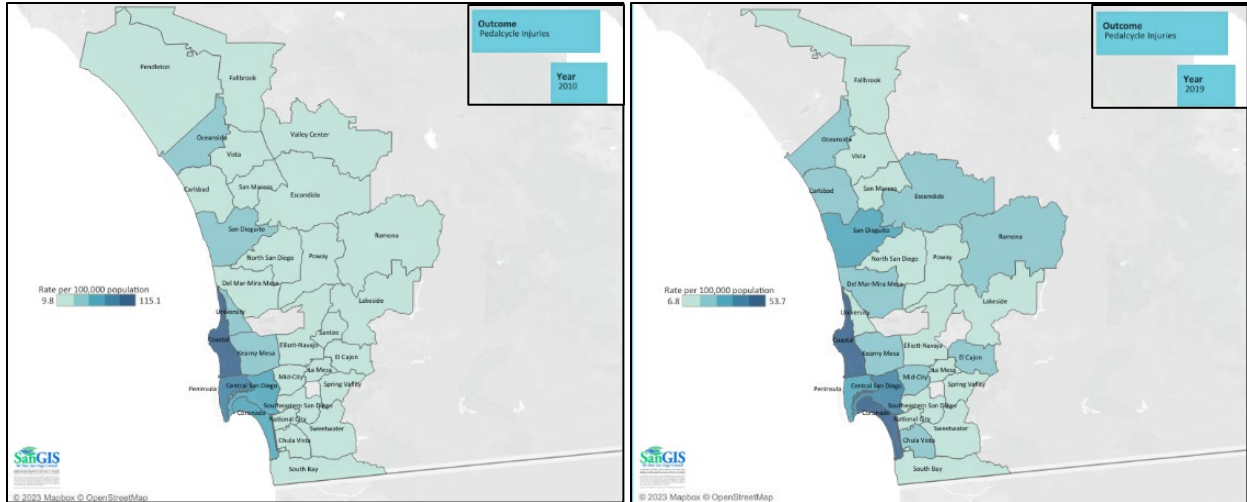 Outcome
Pedalcycle Injuries
Year
2010
Pendleton
Fallbrook
Oceanside
Vista
Valley Center
Carlsbad
San Marcos
Escondido
San Dieguito
Ramona
North San Diego
Poway
Del Mar-Mira Mesa
Rate per 100,000 population
9.8 115.1
Lakeside
University
Santee
Coastal
Kearny Mesa
Elliott-Navajo
El Cajon
La Mesa
Mid-City
Peninsula
Central San Diego
Spring Valley
Southeastern San Diego
Coronado
National City
Sweetwater
Chula Vista
South Bay
SanGIS
© 2023 Mapbox © OpenStreetMap
Outcome
Pedalcycle Injuries
Year
2019
Fallbrook
Oceanside
Vista
Carlsbad
San Marcos
Escondido
San Dieguito
Ramona
North San Diego
Poway
Del Mar-Mira Mesa
Rate per 100,000 population
6.8 53.7
Lakeside
University
Coastal
Kearny Mesa
Elliott-Navajo
El Cajon
La Mesa
Mid-City
Peninsula
Central San Diego
Spring Valley
Southeastern San Diego
Coronado
National City
Sweetwater
Chula Vista
South Bay
SanGIS
© 2023 Mapbox © OpenStreetMap